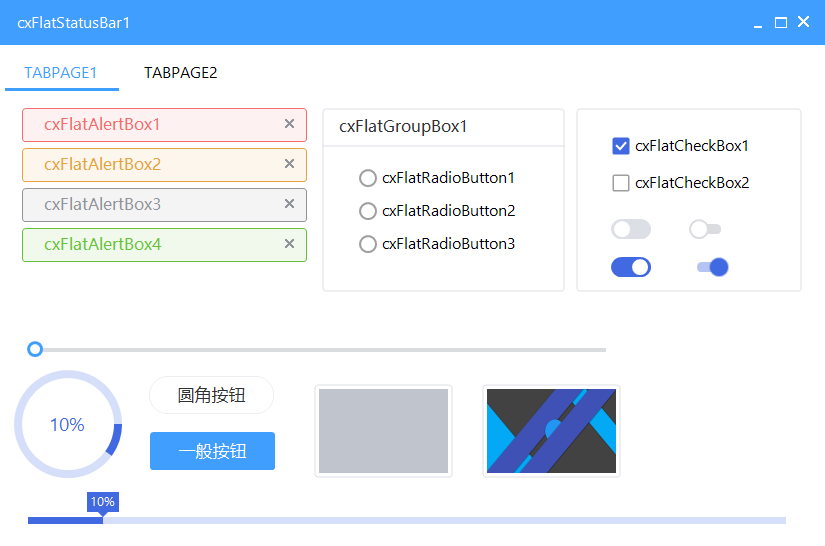 cxFlatStatusBar1
TABPAGE1 TABPAGE2
cxFlatAlertBox1
cxFlatAlertBox2
cxFlatAlertBox3
cxFlatAlertBox4
cxFlatGroupBox1
cxFlatRadioButton1
cxFlatRadioButton2
cxFlatRadioButton3
cxFlatCheckBox1
cxFlatCheckBox2
10%
圆角按钮
一般按钮
10%